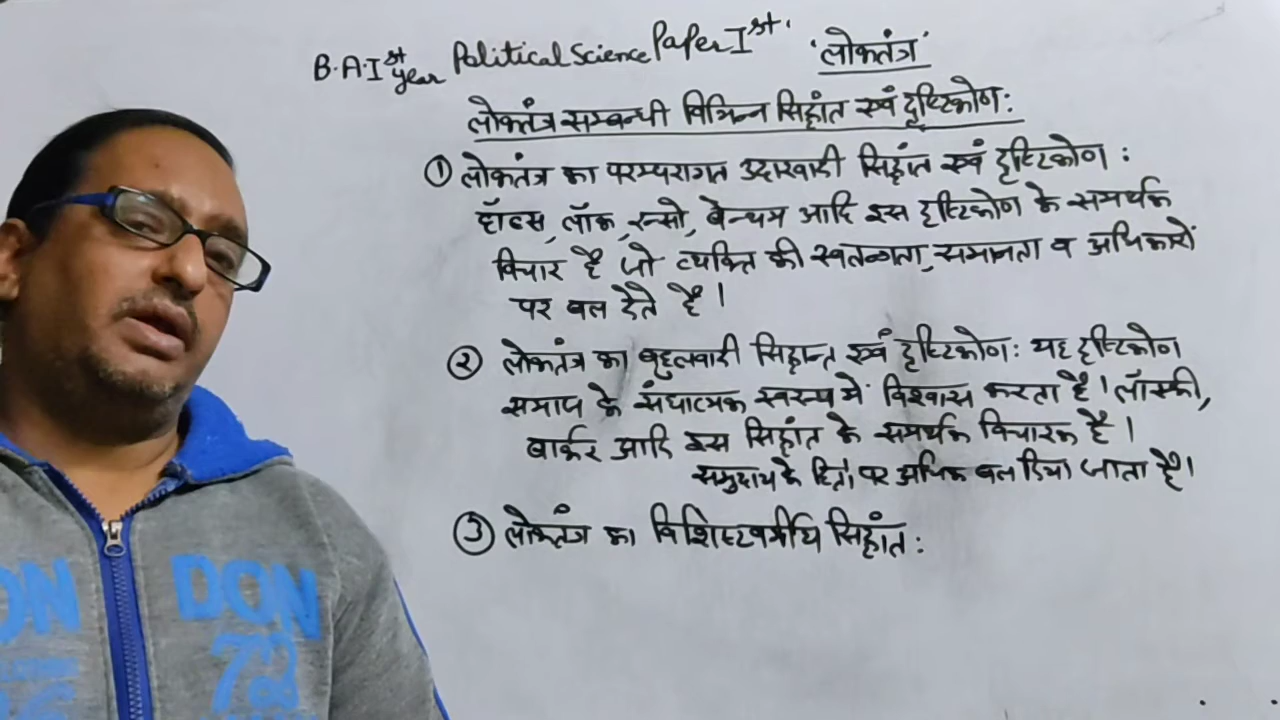 B.A.Ist year Political Science Paper Ist. 'लोकतंत्र'
लोकतंत्र सम्बन्धी विभिन्न सिद्धांत एवं दृष्टिकोण:
① लोकतंत्र का परम्परागत उदारवादी सिद्धांत एवं दृष्टिकोण :
हॉब्स, लॉक, रूसो, बेन्थम आदि इस दृष्टिकोण के समर्थक
विचार है, जो व्यक्ति की स्वतन्त्रता, समानता व अधिकारों
पर बल देते है ।
② लोकतंत्र का बहुलवादी सिद्धान्त एवं दृष्टिकोण: यह दृष्टिकोण
समाज के संघात्मक स्वरूप में विश्वास करता है । लॉस्की,
बार्कर आदि इस सिद्धांत के समर्थक विचारक है ।
समुदाय के हितों पर अधिक बल दिया जाता है।
③ लोकतंत्र का विशिष्टवर्गीय सिद्धांत:
DON
DON
72